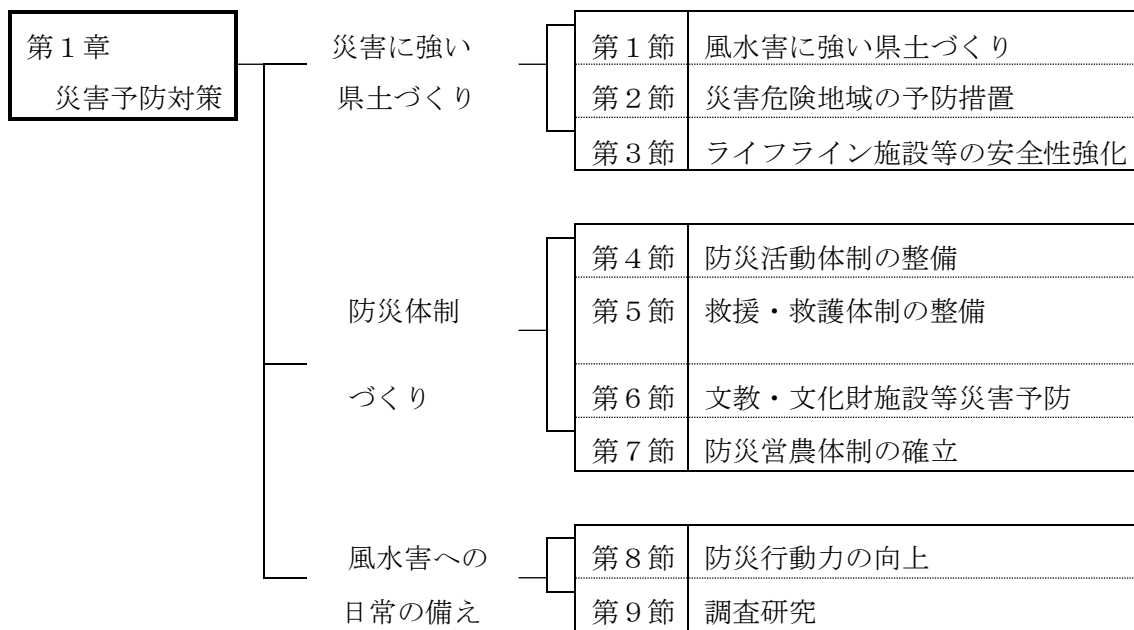 第１章
災害予防対策
災害に強い
県土づくり
第１節 風水害に強い県土づくり
第２節 災害危険地域の予防措置
第３節 ライフライン施設等の安全性強化
防災体制
づくり
第４節 防災活動体制の整備
第５節 救援・救護体制の整備
第６節 文教・文化財施設等災害予防
第７節 防災営農体制の確立
風水害への
日常の備え
第８節 防災行動力の向上
第９節 調査研究